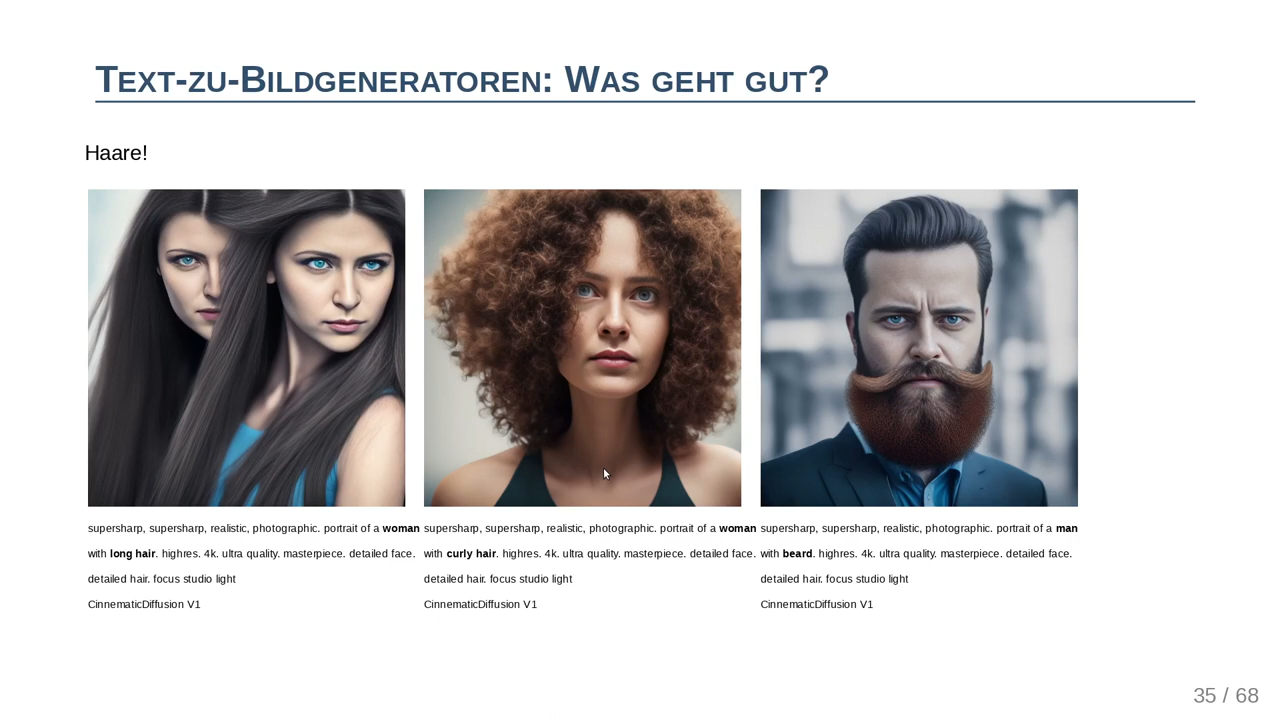 Text-zu-Bildgeneratoren: Was geht gut?
Haare!
supersharp, supersharp, realistic, photographic. portrait of a woman
with long hair. highres. 4k. ultra quality. masterpiece. detailed face.
detailed hair. focus studio light
CinnematicDiffusion V1
supersharp, supersharp, realistic, photographic. portrait of a woman
with curly hair. highres. 4k. ultra quality. masterpiece. detailed face.
detailed hair. focus studio light
CinnematicDiffusion V1
supersharp, supersharp, realistic, photographic. portrait of a man
with beard. highres. 4k. ultra quality. masterpiece. detailed face.
detailed hair. focus studio light
CinnematicDiffusion V1
35 / 68